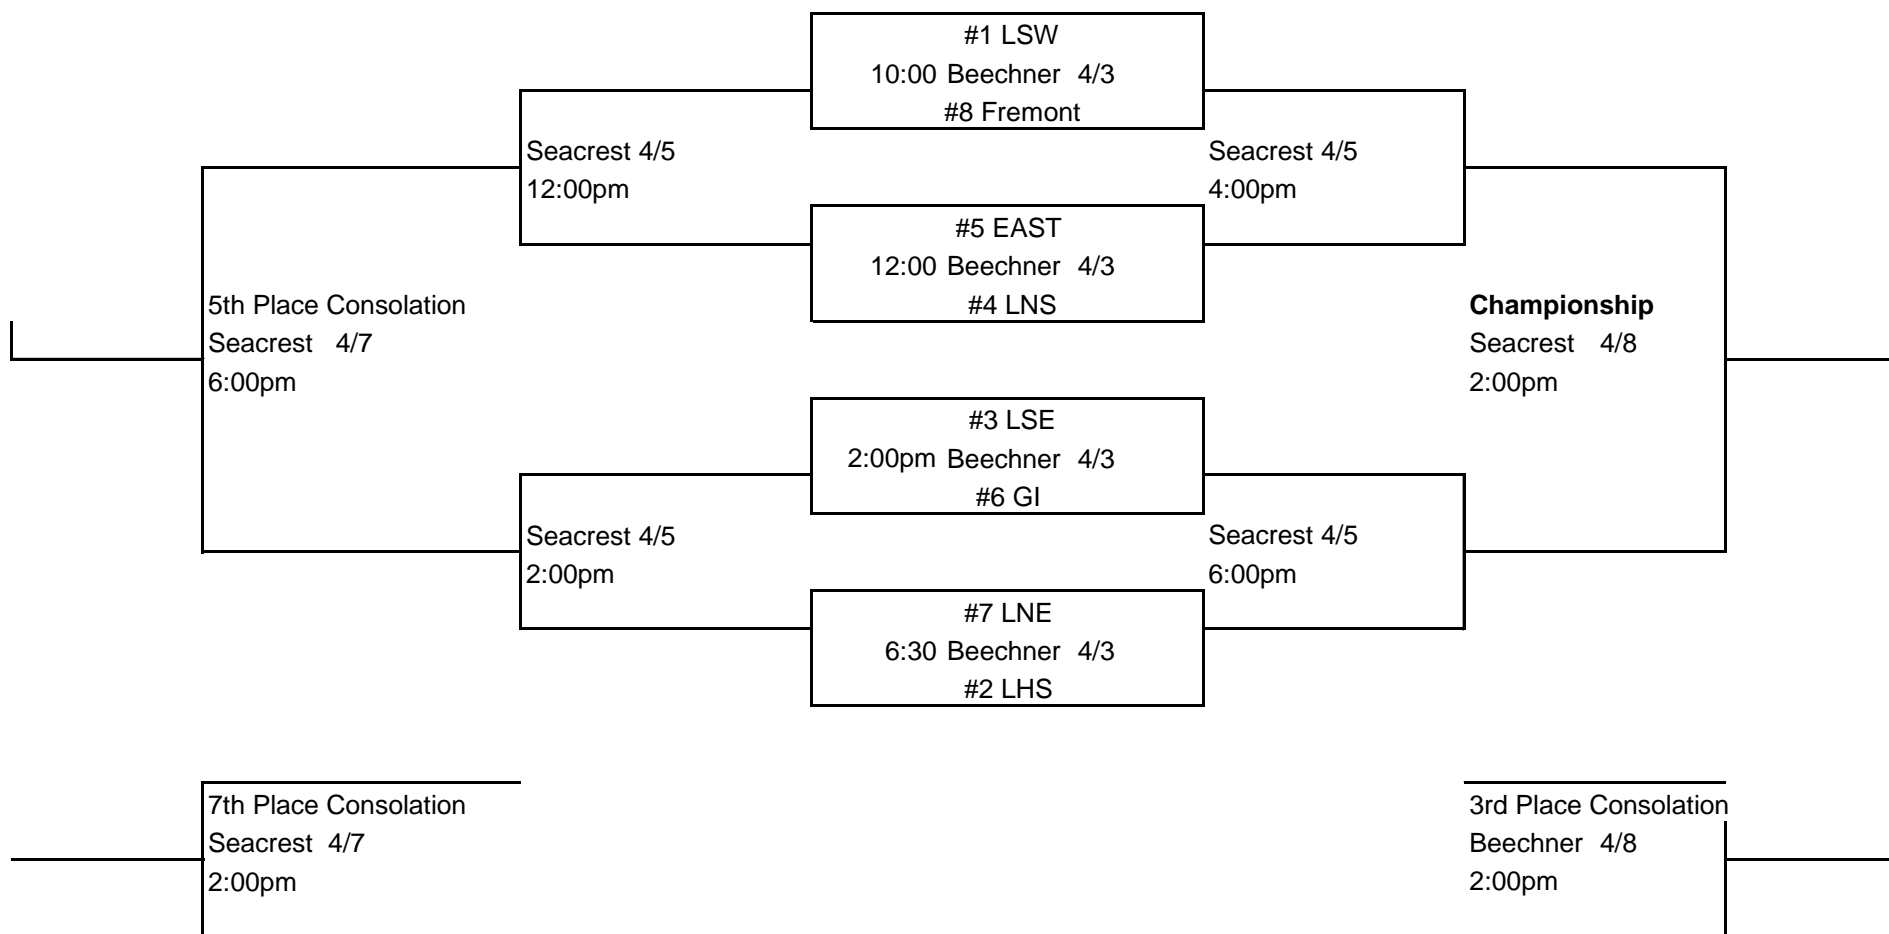 #1 LSW
10:00 Beechner 4/3
#8 Fremont
Seacrest 4/5
12:00pm
Seacrest 4/5
4:00pm
#5 EAST
12:00 Beechner 4/3
#4 LNS
5th Place Consolation
Seacrest 4/7
6:00pm
Championship
Seacrest 4/8
2:00pm
#3 LSE
2:00pm Beechner 4/3
#6 GI
Seacrest 4/5
2:00pm
Seacrest 4/5
6:00pm
#7 LNE
6:30 Beechner 4/3
#2 LHS
7th Place Consolation
Seacrest 4/7
2:00pm
3rd Place Consolation
Beechner 4/8
2:00pm